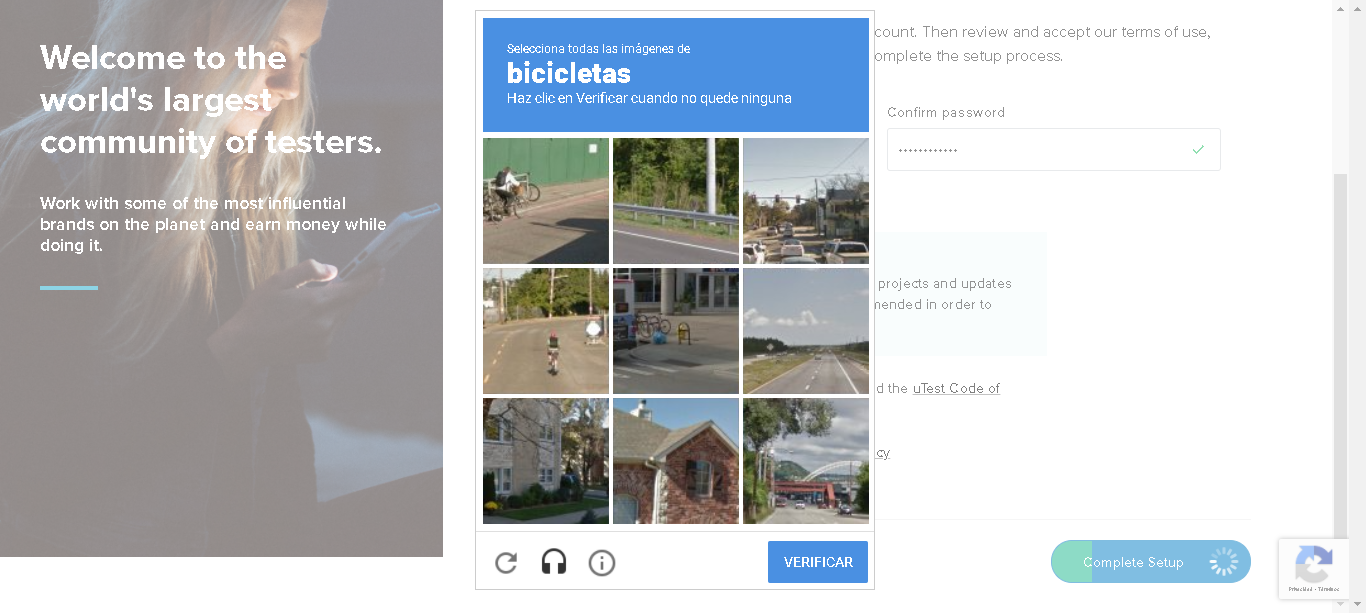 Welcome to the
world's largest
community of testers.
Work with some of the most influential
brands on the planet and earn money while
doing it.
Selecciona todas las imágenes de
bicicletas
Haz clic en Verificar cuando no quede ninguna
VERIFICAR
count. Then review and accept our terms of use,
omplete the setup process.
Confirm password
projects and updates
mended in order to
d the uTest Code of
cy
Complete Setup
Privacidad - Términos